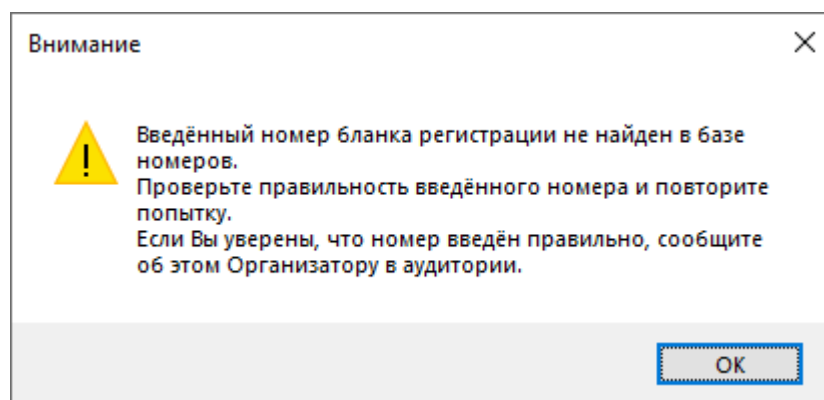 Внимание
Введённый номер бланка регистрации не найден в базе
номеров.
Проверьте правильность введённого номера и повторите
попытку.
Если Вы уверены, что номер введён правильно, сообщите
об этом Организатору в аудитории.
ОК